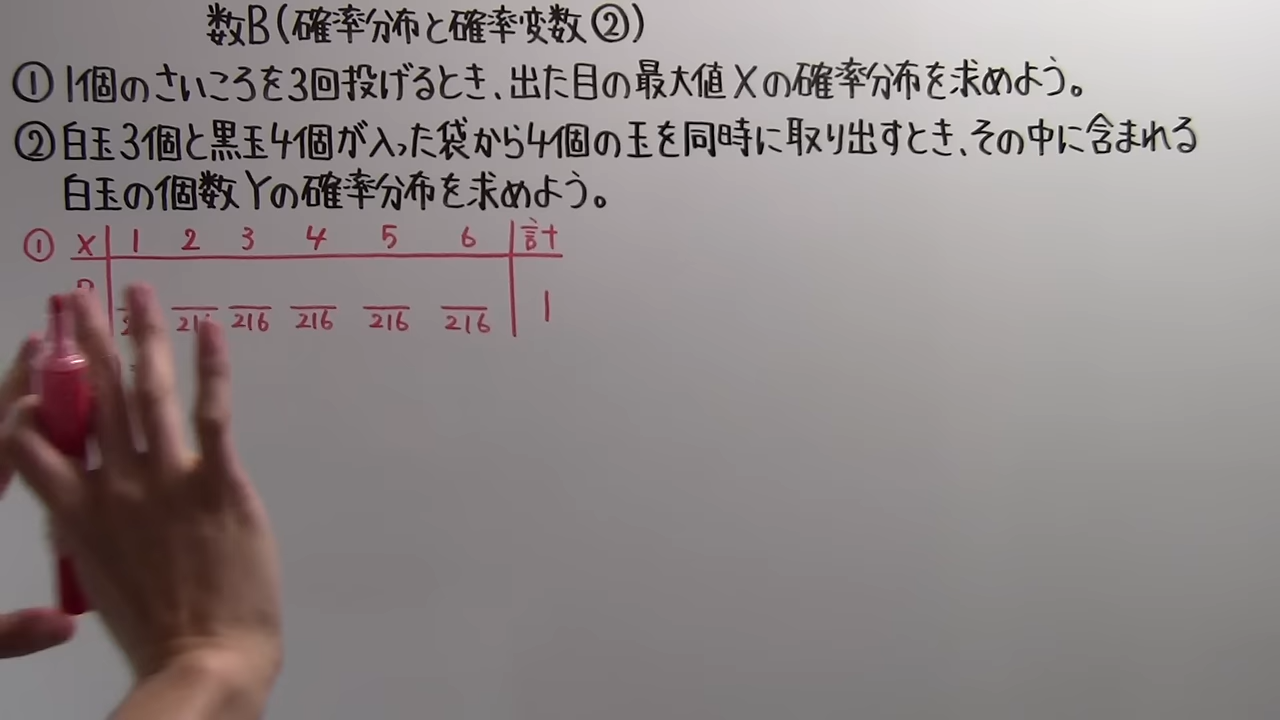 数B(確率分布と確率変数②)
① 1個のさいころを3回投げるとき、出た目の最大値Xの確率分布を求めよう。
② 白玉3個と黒玉4個が入った袋から4個の玉を同時に取り出すとき、その中に含まれる
白玉の個数Yの確率分布を求めよう。
① X 1 2 3 4 5 6 計
216 216 216 216 1